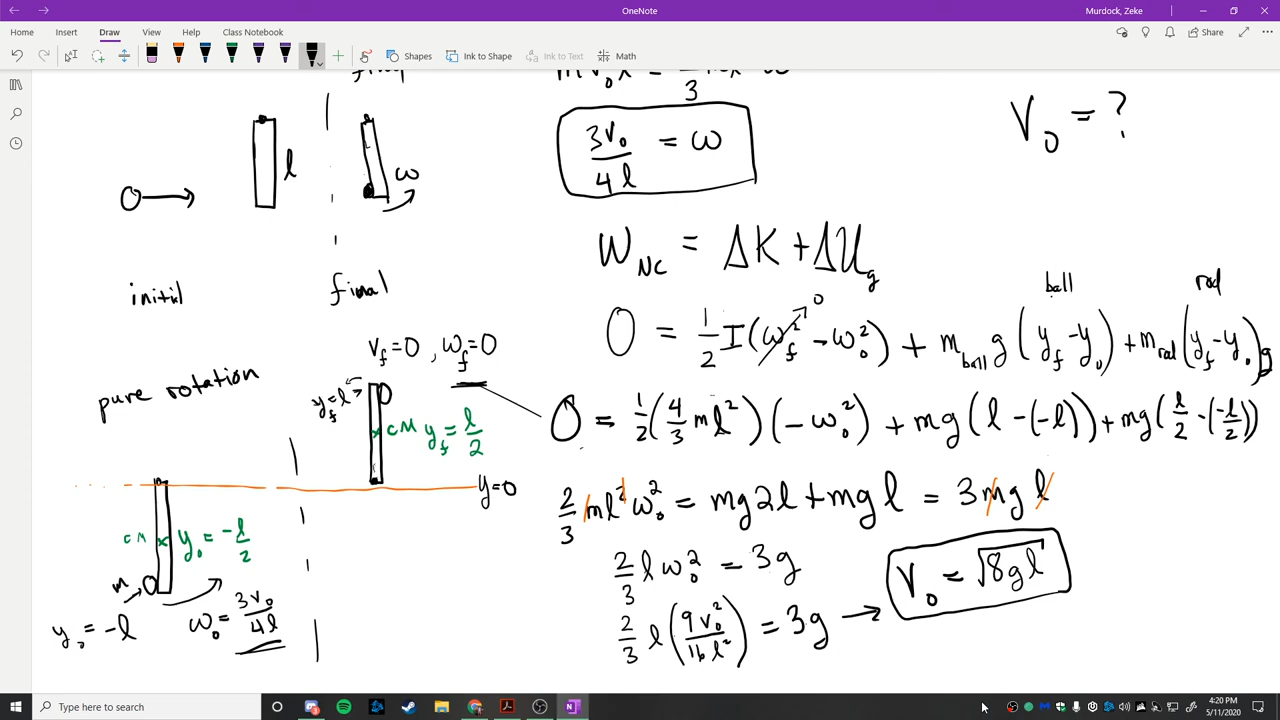 OneNote
Murdock, Zeke
Home Insert Draw View Help Class Notebook
Share
Shapes
Ink to Shape
Ink to Text
Math
3
V₀ = ?
3v₀/4l = ω
l
ω
W_NC = ΔK + ΔU_g
initil
final
ball
rod
0 = 1/2 I(ω_f² - ω₀²) + m_ball g(y_f - y₀) + m_rod(y_f - y₀)g
0
v_f = 0 , ω_f = 0
pure rotation
y_f = l
CM y_f = l/2
0 = 1/2(4/3 ml²)(-ω₀²) + mg(l - (-l)) + mg(l/2 - (-l/2))
y = 0
2/3 ml²ω₀² = mg2l + mgl = 3mgl
CM y₀ = -l/2
2/3 lω₀² = 3g
V₀ = √8gl
m
y₀ = -l
ω₀ = 3v₀/4l
2/3 l(9v₀²/16l²) = 3g →
Type here to search
4:20 PM
5/11/2020